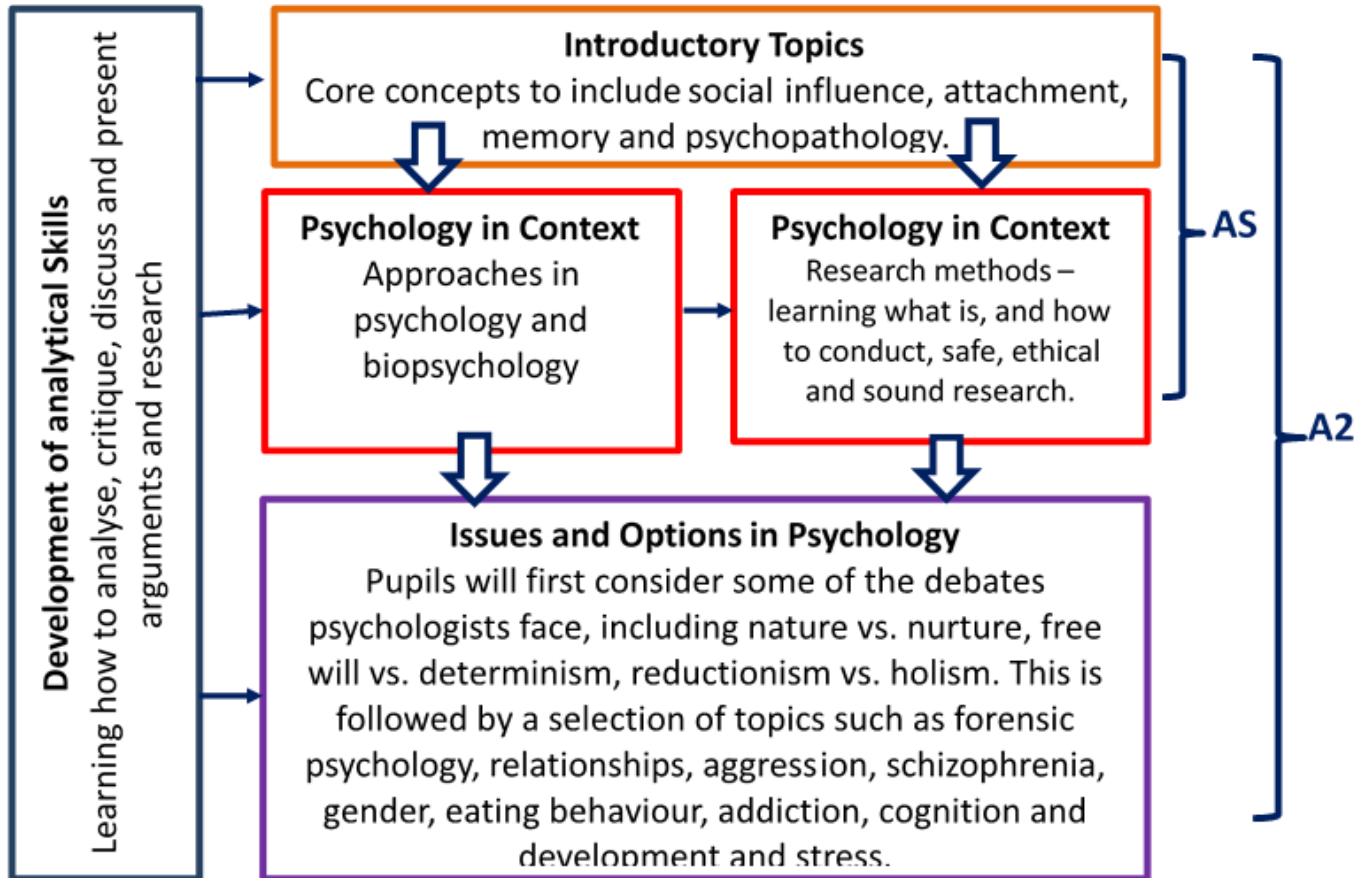 Development of analytical Skills
Learning how to analyse, critique, discuss and present
arguments and research
Introductory Topics
Core concepts to include social influence, attachment,
memory and psychopathology.
Psychology in Context
Approaches in
psychology and
biopsychology
Psychology in Context
Research methods –
learning what is, and how
to conduct, safe, ethical
and sound research.
AS
A2
Issues and Options in Psychology
Pupils will first consider some of the debates
psychologists face, including nature vs. nurture, free
will vs. determinism, reductionism vs. holism. This is
followed by a selection of topics such as forensic
psychology, relationships, aggression, schizophrenia,
gender, eating behaviour, addiction, cognition and
development and stress.